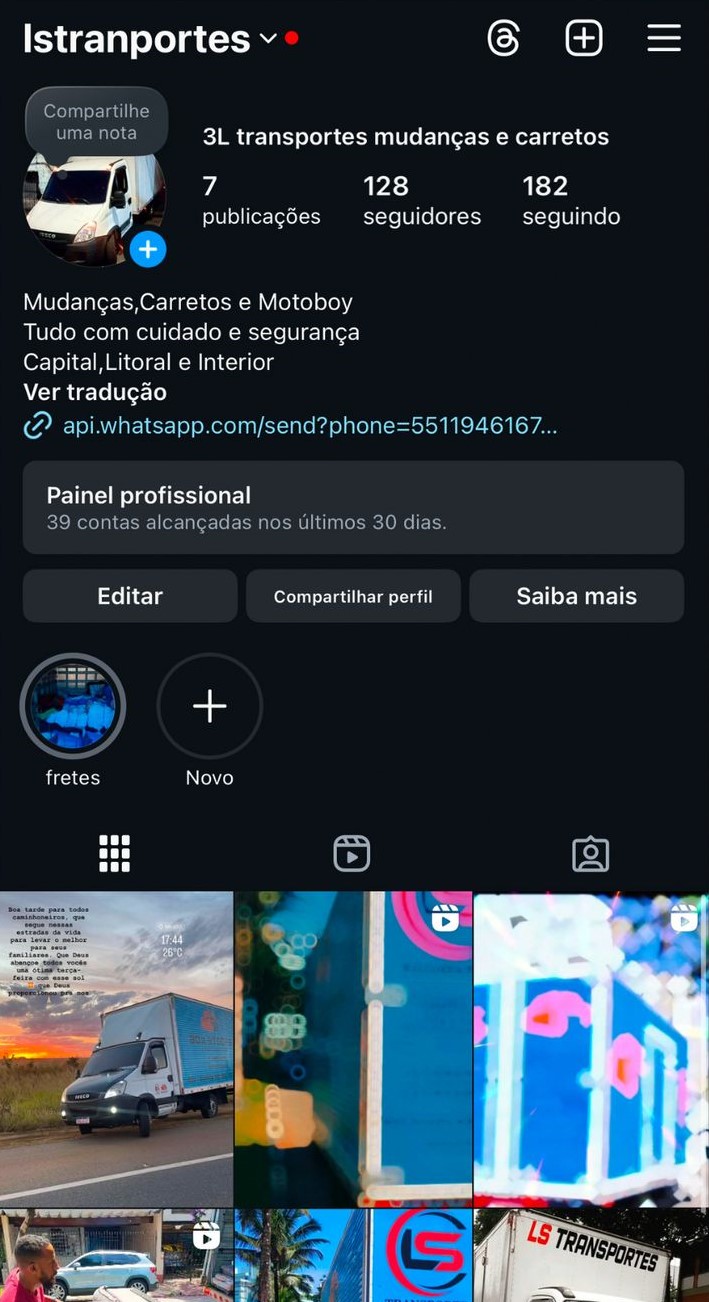 lstranportes
Compartilhe
uma nota
3L transportes mudanças e carretos
7
publicações
128
seguidores
182
seguindo
Mudanças,Carretos e Motoboy
Tudo com cuidado e segurança
Capital,Litoral e Interior
Ver tradução
api.whatsapp.com/send?phone=5511946167...
Painel profissional
39 contas alcançadas nos últimos 30 dias.
Editar
Compartilhar perfil
Saiba mais
fretes
Novo
Boa tarde para todos
caminhoneiros, que
segue nessas
estradas da vida
para levar o melhor
para seus
familiares. Que Deus
abençoe todos vocês
uma ótima terça-
feira com esse sol
que Deus
proporcionou pra nos
17:44
26°C
IVECO
LS
LS TRANSPORTES